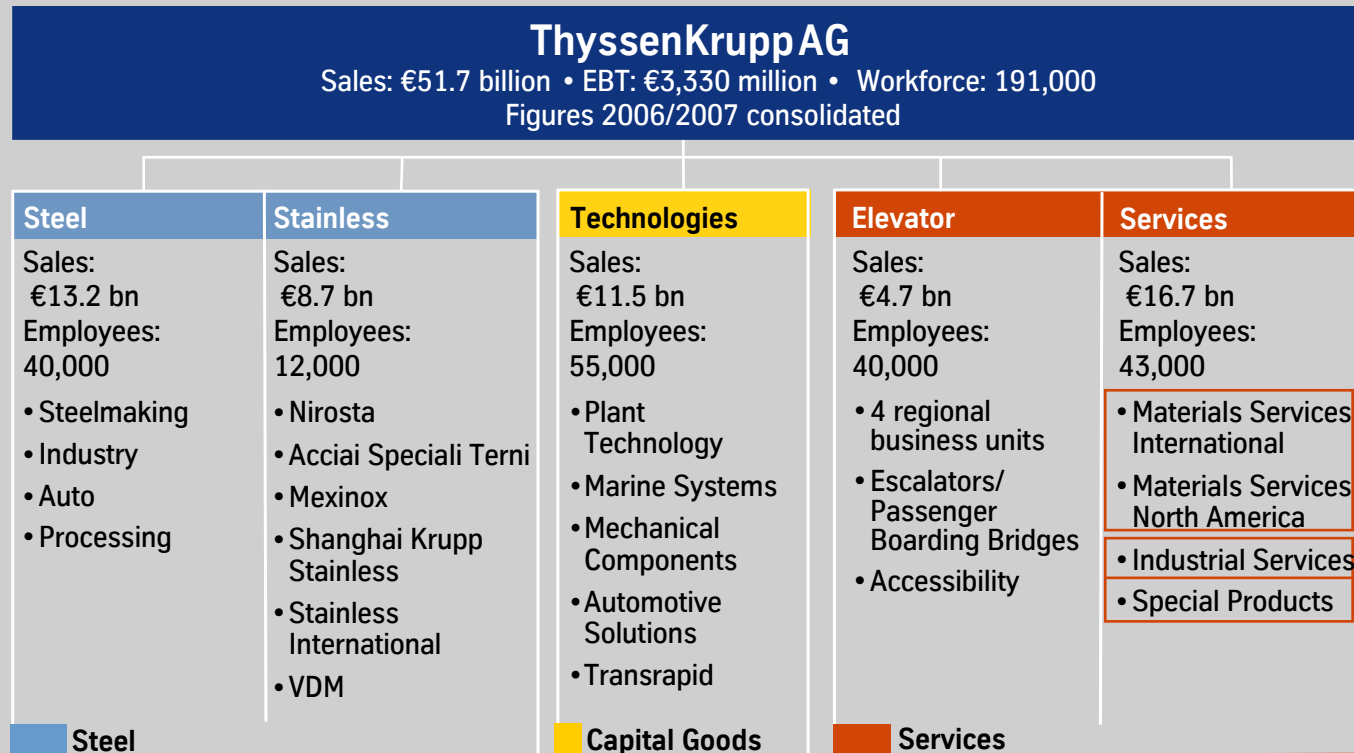 ThyssenKrupp AG
Sales: €51.7 billion • EBT: €3,330 million • Workforce: 191,000
Figures 2006/2007 consolidated
Steel
Sales:
€13.2 bn
Employees:
40,000
• Steelmaking
• Industry
• Auto
• Processing
Stainless
Sales:
€8.7 bn
Employees:
12,000
• Nirosta
• Acciai Speciali Terni
• Mexinox
• Shanghai Krupp
Stainless
• Stainless
International
• VDM
Technologies
Sales:
€11.5 bn
Employees:
55,000
• Plant
Technology
• Marine Systems
• Mechanical
Components
• Automotive
Solutions
• Transrapid
Elevator
Sales:
€4.7 bn
Employees:
40,000
• 4 regional
business units
• Escalators/
Passenger
Boarding Bridges
• Accessibility
Services
Sales:
€16.7 bn
Employees:
43,000
• Materials Services
International
• Materials Services
North America
• Industrial Services
• Special Products
Steel
Capital Goods
Services